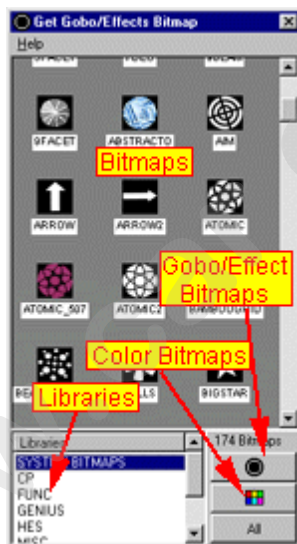 Get Gobo/Effects Bitmap
Help
9FACET
ABSTRACTO
AIM
Bitmaps
ARROW
ARROW2
ATOMIC
Gobo/Effect
Bitmaps
ATOMIC_507
ATOMIC2
Color Bitmaps
Libraries
BIGSTAR
Libraries
174 Bitmaps
SYSTEM BITMAPS
CP
FUNC
GENIUS
HES
MISC
All